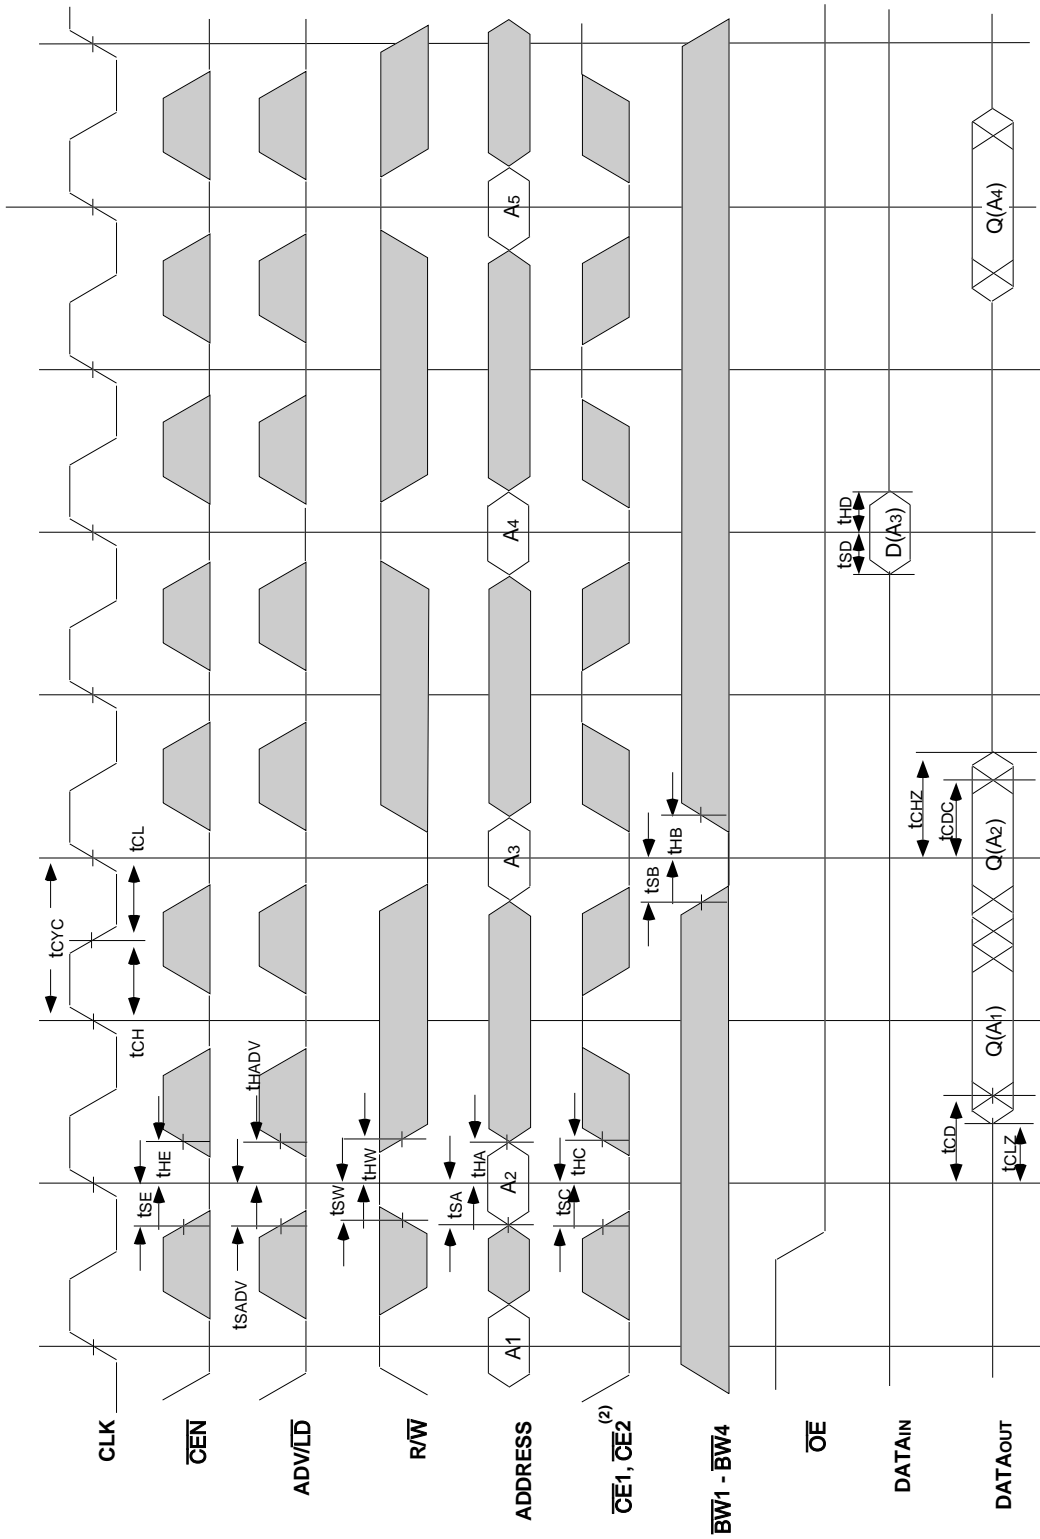 CLK
tCYC
tCH
tCL
CEN
tSE
tHE
ADV/LD
tSADV
tHADV
R/W
tSW
tHW
ADDRESS
tSA
tHA
A1
A2
A3
A4
A5
CE1, CE2 (2)
tSC
tHC
BW1 - BW4
tSB
tHB
OE
DATAIN
tSD
tHD
D(A3)
DATAOUT
tCD
tCLZ
tCHZ
tCDC
Q(A1)
Q(A2)
Q(A4)